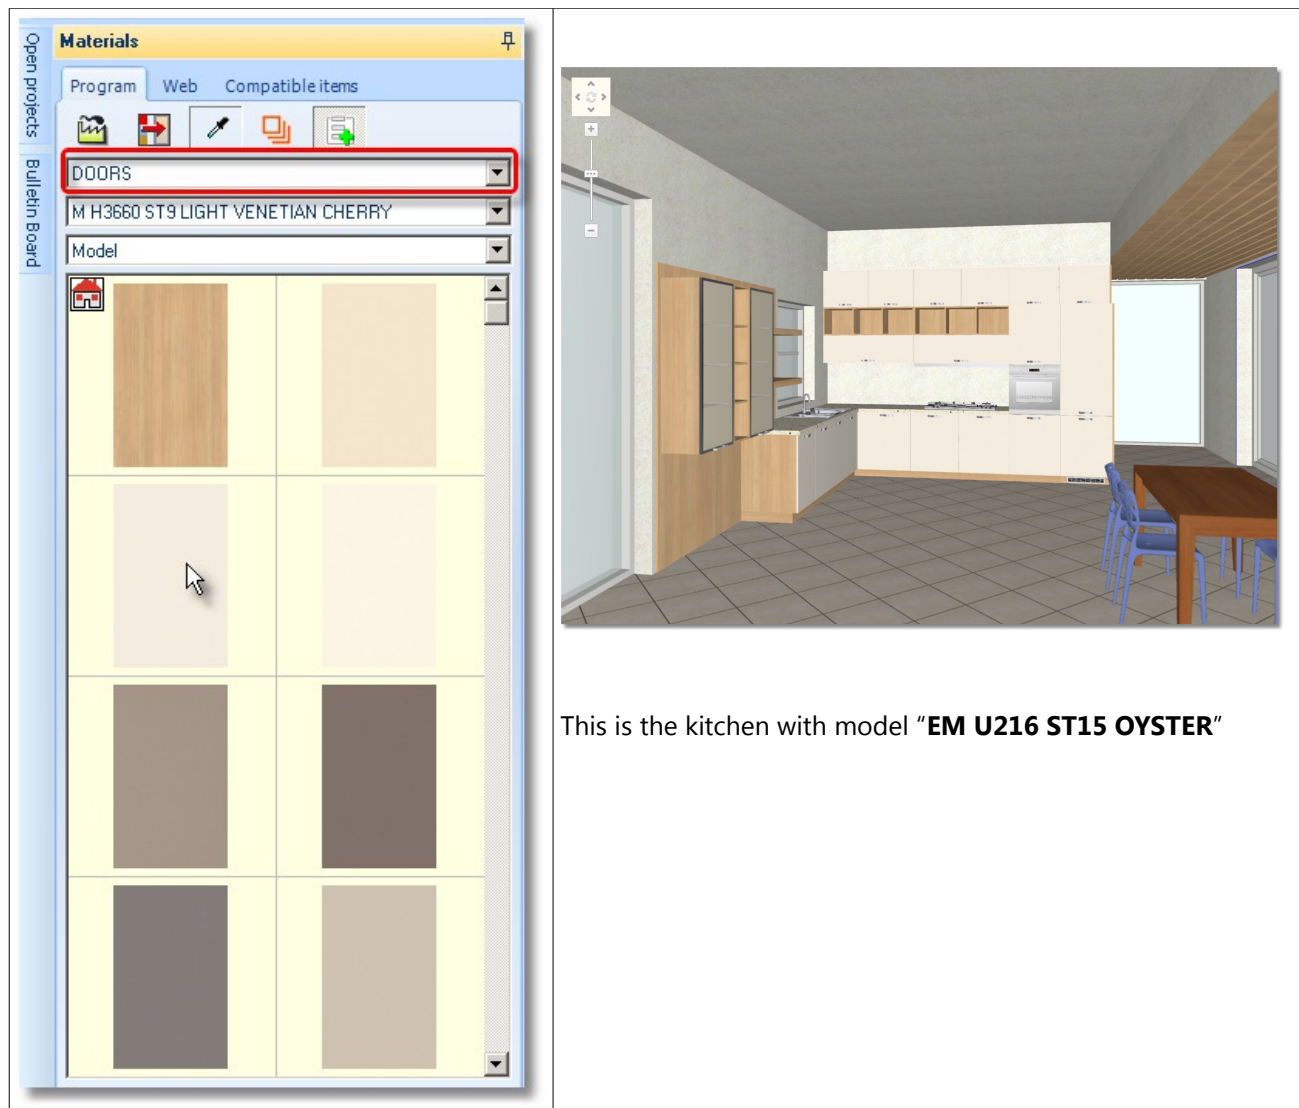 Open projects
Bulletin Board
Materials
Program Web Compatible items
DOORS
M H3660 ST9 LIGHT VENETIAN CHERRY
Model
This is the kitchen with model “EM U216 ST15 OYSTER”